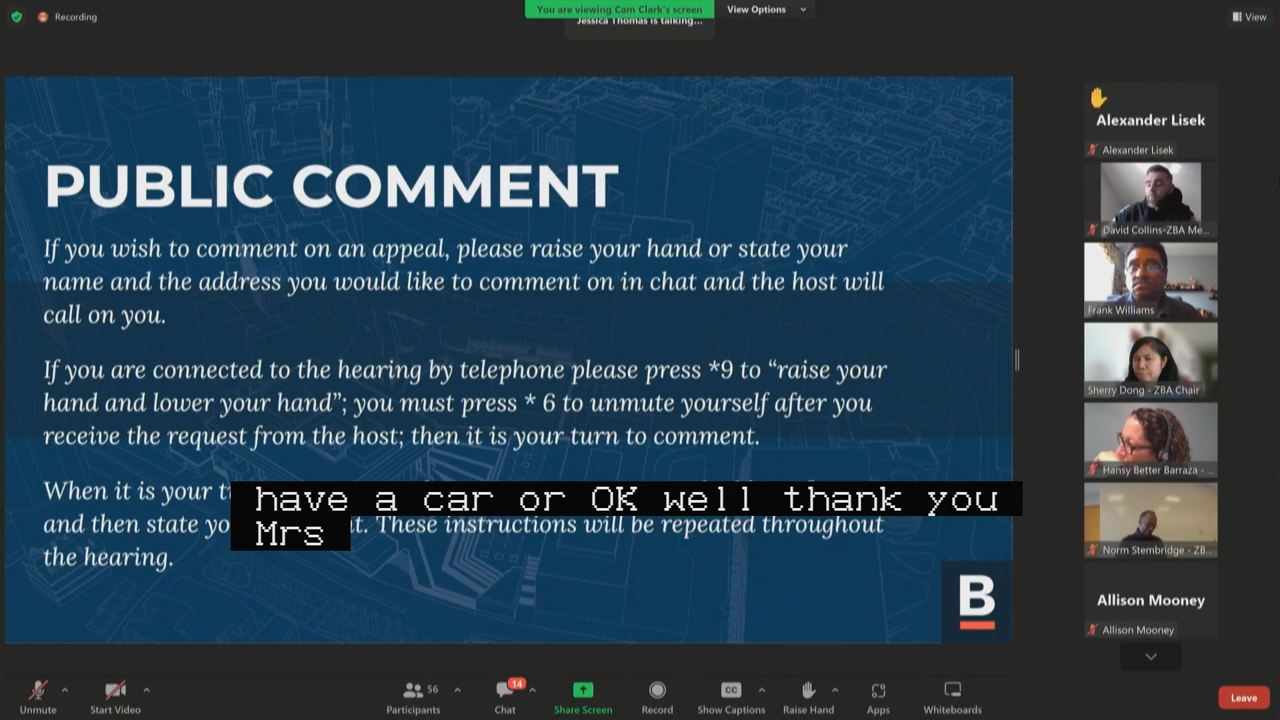 You are viewing Cam Clark's screen
View Options
Recording
Jessica Thomas is talking...
View
PUBLIC COMMENT
If you wish to comment on an appeal, please raise your hand or state your
name and the address you would like to comment on in chat and the host will
call on you.
If you are connected to the hearing by telephone please press *9 to “raise your
hand and lower your hand”; you must press * 6 to unmute yourself after you
receive the request from the host; then it is your turn to comment.
When it is your
have a car or OK well thank you
Mrs
and then state
These instructions will be repeated throughout
the hearing.
B
Alexander Lisek
Alexander Lisek
David Collins-ZBA Me...
Frank Williams
Sherry Dong - ZBA Chair
Hansy Better Barraza - ...
Norm Stembridge - ZB...
Allison Mooney
Allison Mooney
Unmute
Start Video
56
Participants
14
Chat
Share Screen
Record
CC
Show Captions
Raise Hand
Apps
Whiteboards
Leave